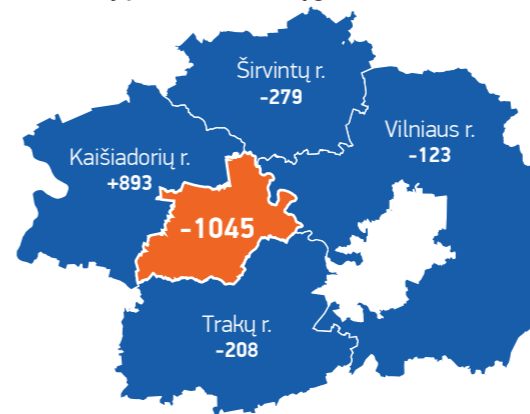 Širvintų r.
-279
Vilniaus r.
-123
Kaišiadorių r.
+893
-1045
Trakų r.
-208